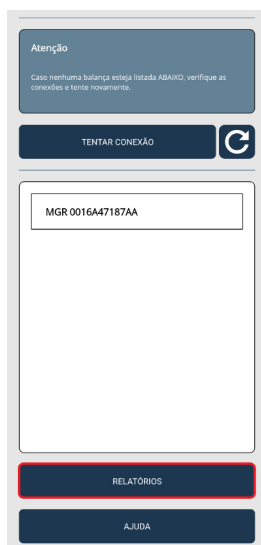 Atenção
Caso nenhuma balança esteja listada ABAIXO, verifique as
conexões e tente novamente.
TENTAR CONEXÃO
MGR 0016A47187AA
RELATÓRIOS
AJUDA